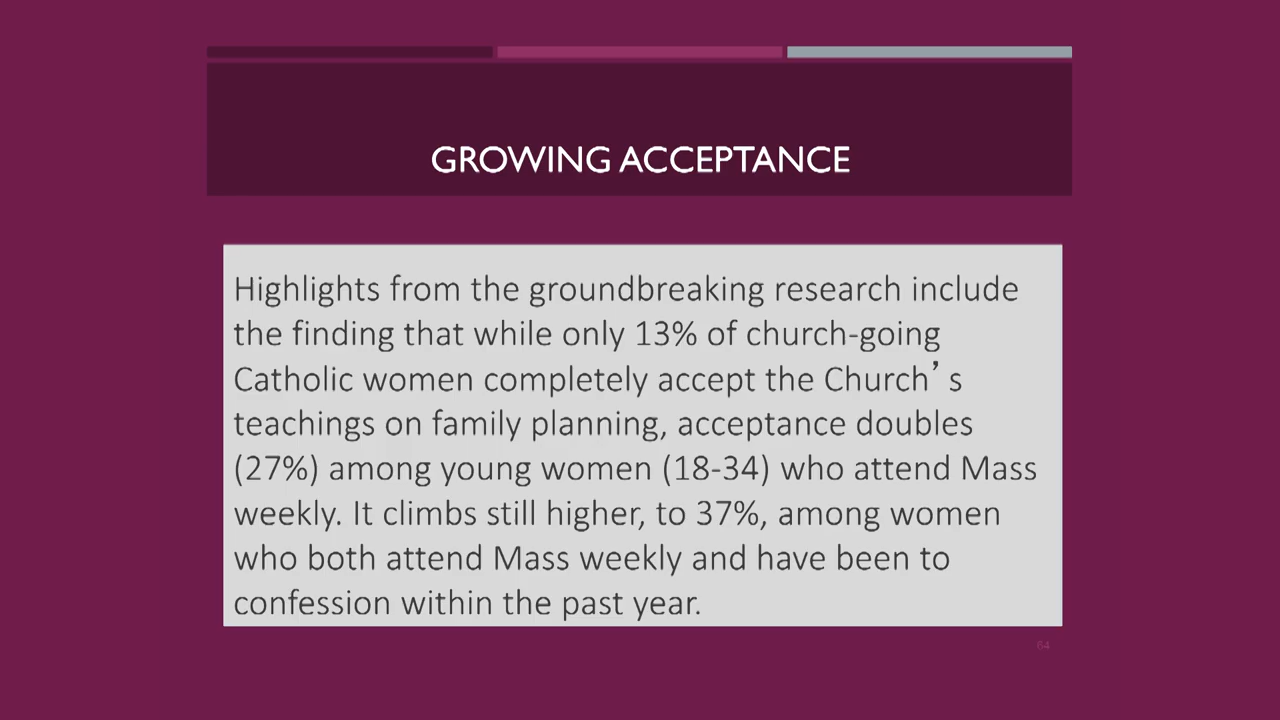 GROWING ACCEPTANCE
Highlights from the groundbreaking research include
the finding that while only 13% of church-going
Catholic women completely accept the Church’ s
teachings on family planning, acceptance doubles
(27%) among young women (18-34) who attend Mass
weekly. It climbs still higher, to 37%, among women
who both attend Mass weekly and have been to
confession within the past year.
64